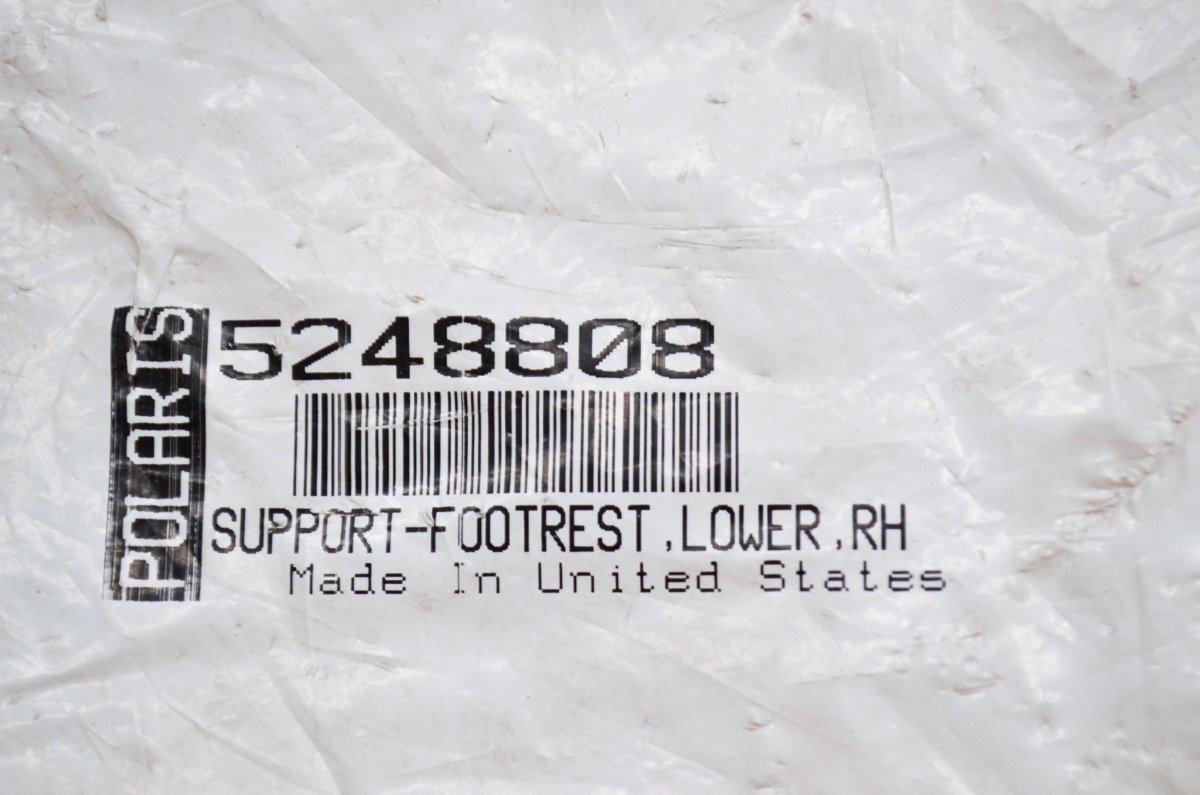 POLARIS
5248808
SUPPORT-FOOTREST,LOWER,RH
Made In United States